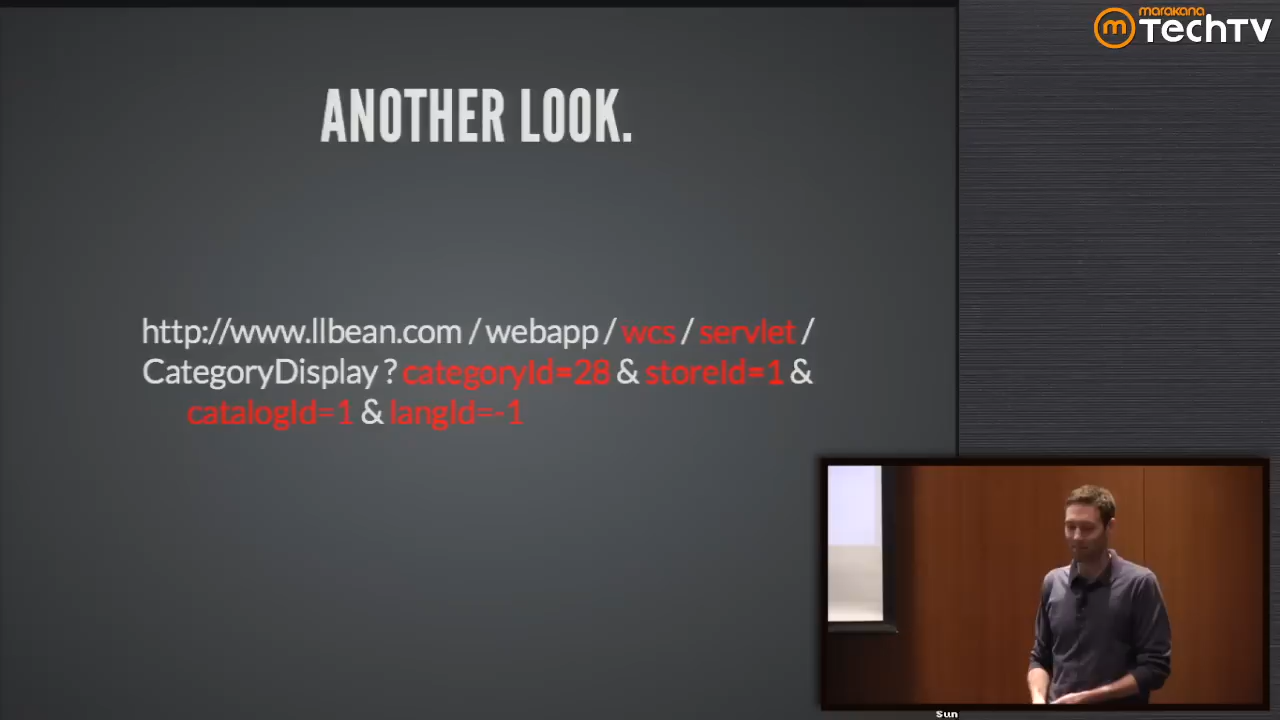 marakana
TechTV
ANOTHER LOOK.
http://www.llbean.com / webapp / wcs / servlet /
CategoryDisplay ? categoryId=28 & storeId=1 &
catalogId=1 & langId=-1
Sun